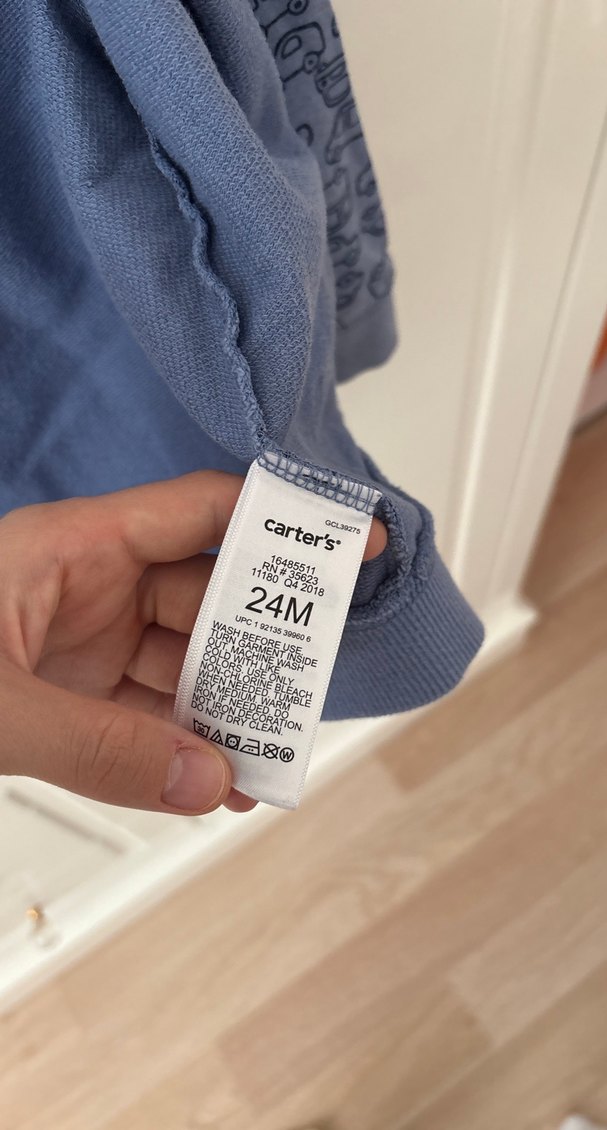 GCL39275
carter's®
16485511
RN # 35623
11180 Q4 2018
24M
UPC 1 92135 39960 6
WASH BEFORE USE,
TURN GARMENT INSIDE
OUT, MACHINE WASH
COLD WITH LIKE
COLORS, USE ONLY
NON-CHLORINE BLEACH
WHEN NEEDED, TUMBLE
DRY MEDIUM, WARM
IRON IF NEEDED. DO
NOT IRON DECORATION.
DO NOT DRY CLEAN.
W